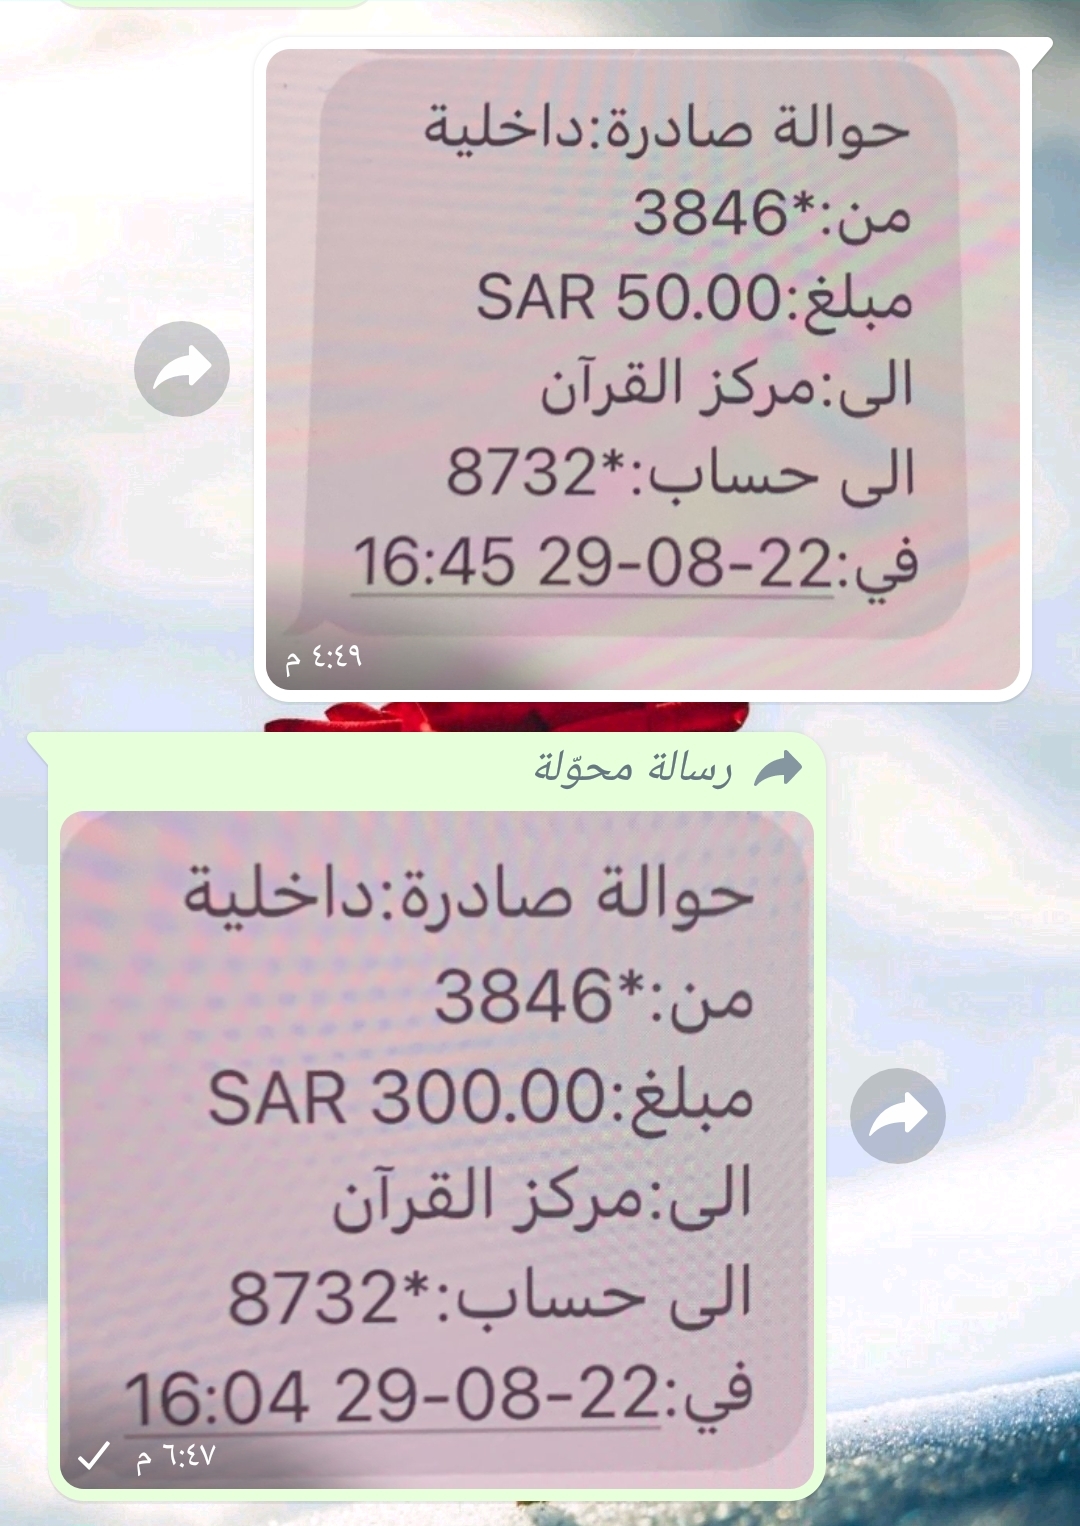 حوالة صادرة:داخلية
من:*3846
مبلغ:SAR 50.00
الى:مركز القرآن
الى حساب:*8732
في:22-08-29 16:45
٤:٤٩ م
رسالة محوّلة
حوالة صادرة:داخلية
من:*3846
مبلغ:SAR 300.00
الى:مركز القرآن
الى حساب:*8732
في:22-08-29 16:04
٦:٤٧ م